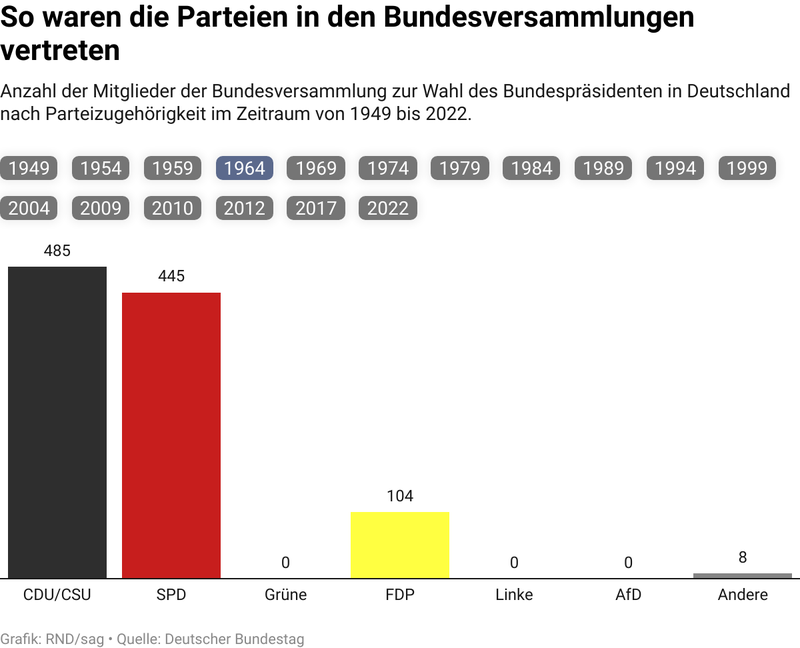 So waren die Parteien in den Bundesversammlungen
vertreten
Anzahl der Mitglieder der Bundesversammlung zur Wahl des Bundespräsidenten in Deutschland
nach Parteizugehörigkeit im Zeitraum von 1949 bis 2022.
1949 1954 1959 1964 1969 1974 1979 1984 1989 1994 1999
2004 2009 2010 2012 2017 2022
485 445 0 104 0 0 8
CDU/CSU SPD Grüne FDP Linke AfD Andere
Grafik: RND/sag • Quelle: Deutscher Bundestag